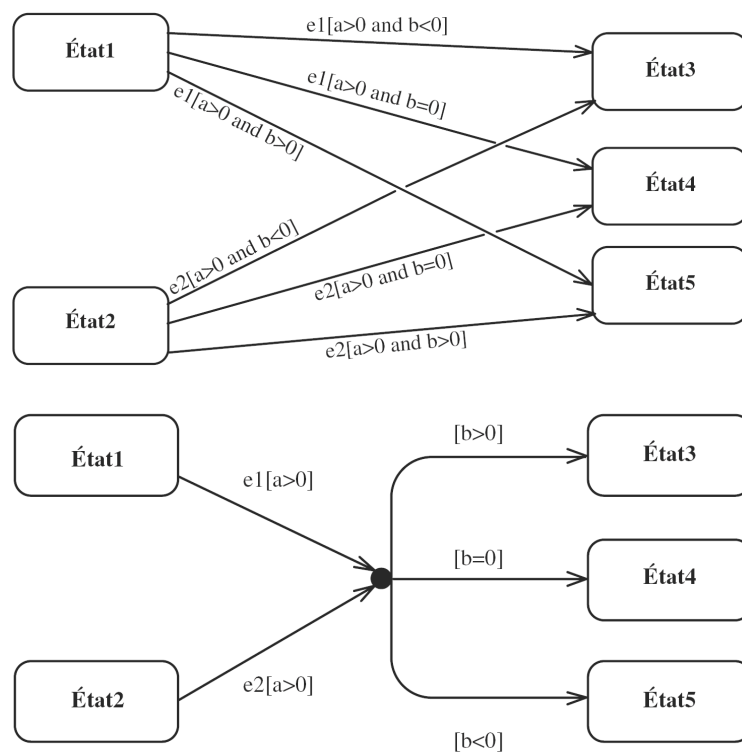 État1
e1[a>0 and b<0]
État3
e1[a>0 and b=0]
e1[a>0 and b>0]
État4
e2[a>0 and b<0]
État2
e2[a>0 and b=0]
État5
e2[a>0 and b>0]
État1
e1[a>0]
[b>0]
État3
[b=0]
État4
État2
e2[a>0]
État5
[b<0]